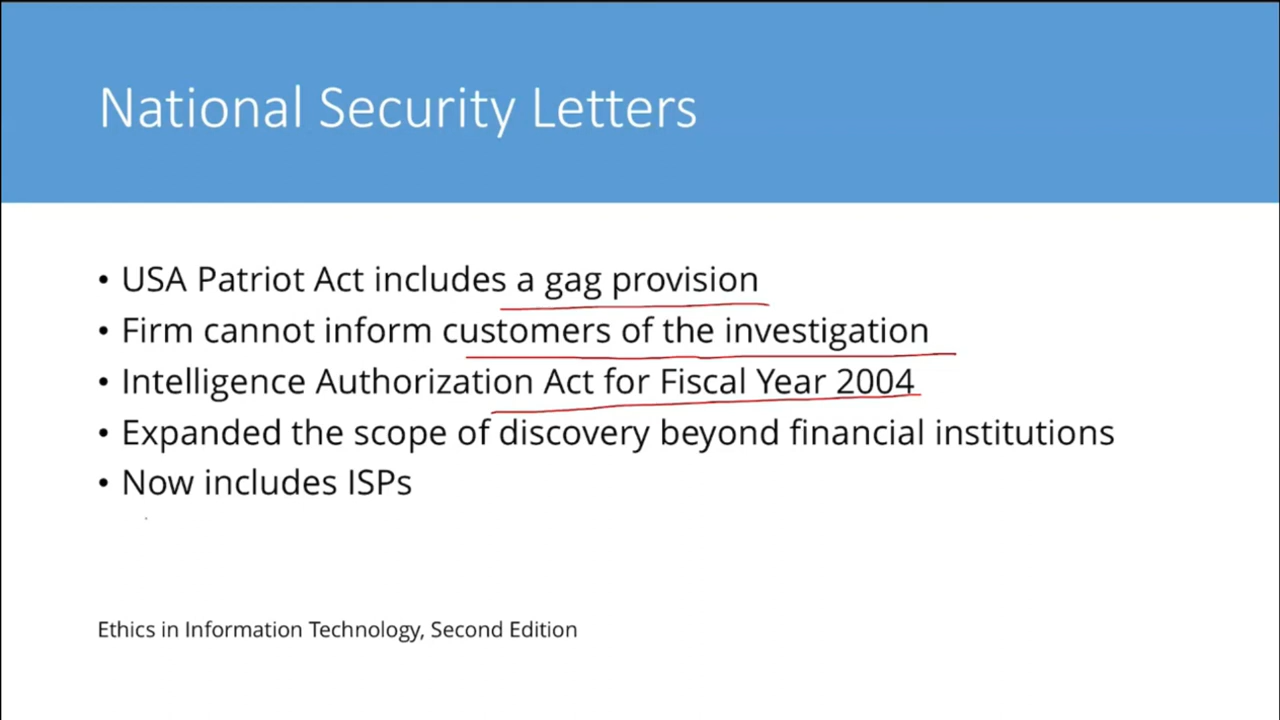 National Security Letters
• USA Patriot Act includes a gag provision
• Firm cannot inform customers of the investigation
• Intelligence Authorization Act for Fiscal Year 2004
• Expanded the scope of discovery beyond financial institutions
• Now includes ISPs
Ethics in Information Technology, Second Edition